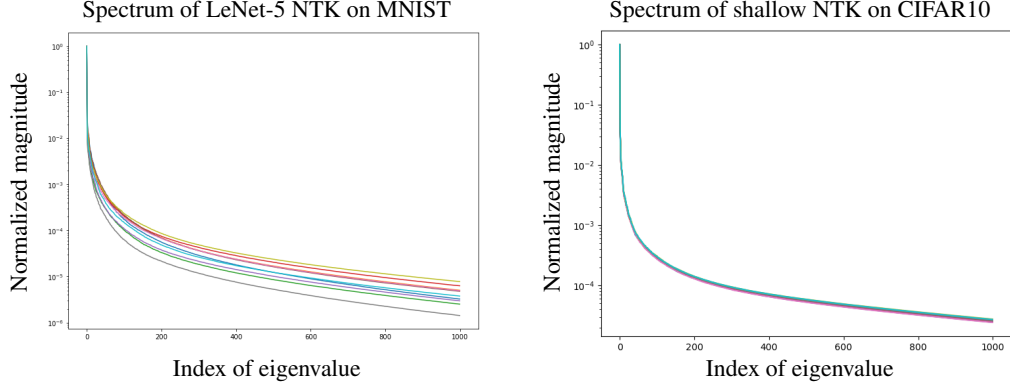 Spectrum of LeNet-5 NTK on MNIST
Normalized magnitude
10⁰
10⁻¹
10⁻²
10⁻³
10⁻⁴
10⁻⁵
10⁻⁶
0 200 400 600 800 1000
Index of eigenvalue
Spectrum of shallow NTK on CIFAR10
Normalized magnitude
10⁰
10⁻¹
10⁻²
10⁻³
10⁻⁴
0 200 400 600 800 1000
Index of eigenvalue